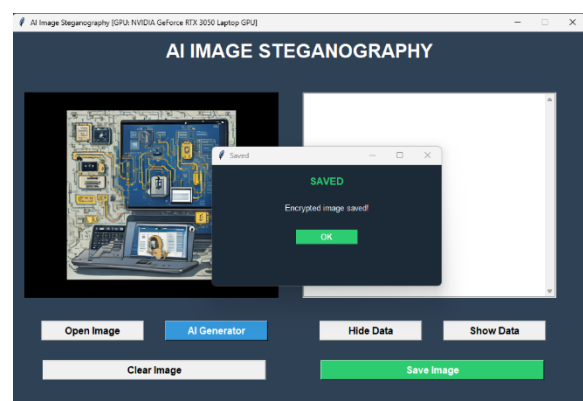 AI Image Steganography [GPU: NVIDIA GeForce RTX 3050 Laptop GPU]
AI IMAGE STEGANOGRAPHY
Saved
SAVED
Encrypted image saved!
OK
Open Image
AI Generator
Hide Data
Show Data
Clear Image
Save Image